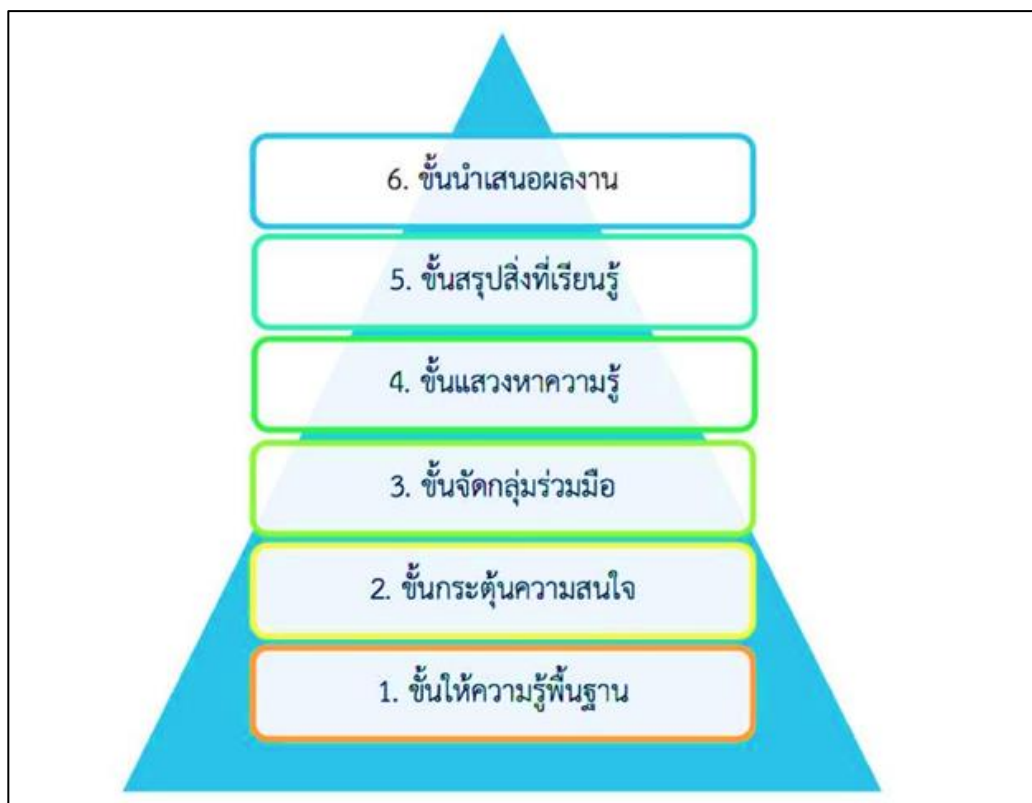 6. ขั้นนำเสนอผลงาน
5. ขั้นสรุปสิ่งที่เรียนรู้
4. ขั้นแสวงหาความรู้
3. ขั้นจัดกลุ่มร่วมมือ
2. ขั้นกระตุ้นความสนใจ
1. ขั้นให้ความรู้พื้นฐาน